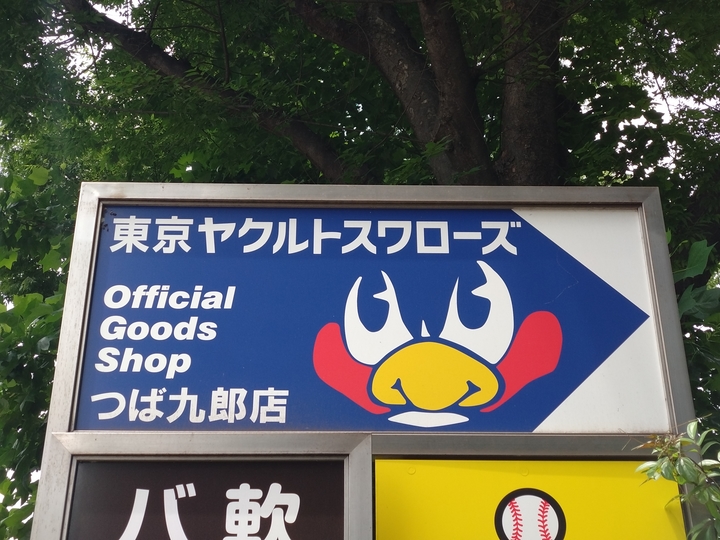 東京ヤクルトスワローズ
Official
Goods
Shop
つば九郎店
バ 軟